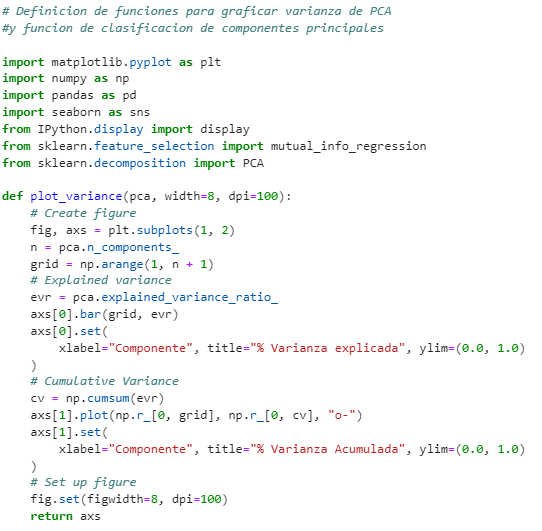 # Definicion de funciones para graficar varianza de PCA
#y funcion de clasificacion de componentes principales
import matplotlib.pyplot as plt
import numpy as np
import pandas as pd
import seaborn as sns
from IPython.display import display
from sklearn.feature_selection import mutual_info_regression
from sklearn.decomposition import PCA
def plot_variance(pca, width=8, dpi=100):
    # Create figure
    fig, axs = plt.subplots(1, 2)
    n = pca.n_components_
    grid = np.arange(1, n + 1)
    # Explained variance
    evr = pca.explained_variance_ratio_
    axs[0].bar(grid, evr)
    axs[0].set(
        xlabel="Componente", title="% Varianza explicada", ylim=(0.0, 1.0)
    )
    # Cumulative Variance
    cv = np.cumsum(evr)
    axs[1].plot(np.r_[0, grid], np.r_[0, cv], "o-")
    axs[1].set(
        xlabel="Componente", title="% Varianza Acumulada", ylim=(0.0, 1.0)
    )
    # Set up figure
    fig.set(figwidth=8, dpi=100)
    return axs